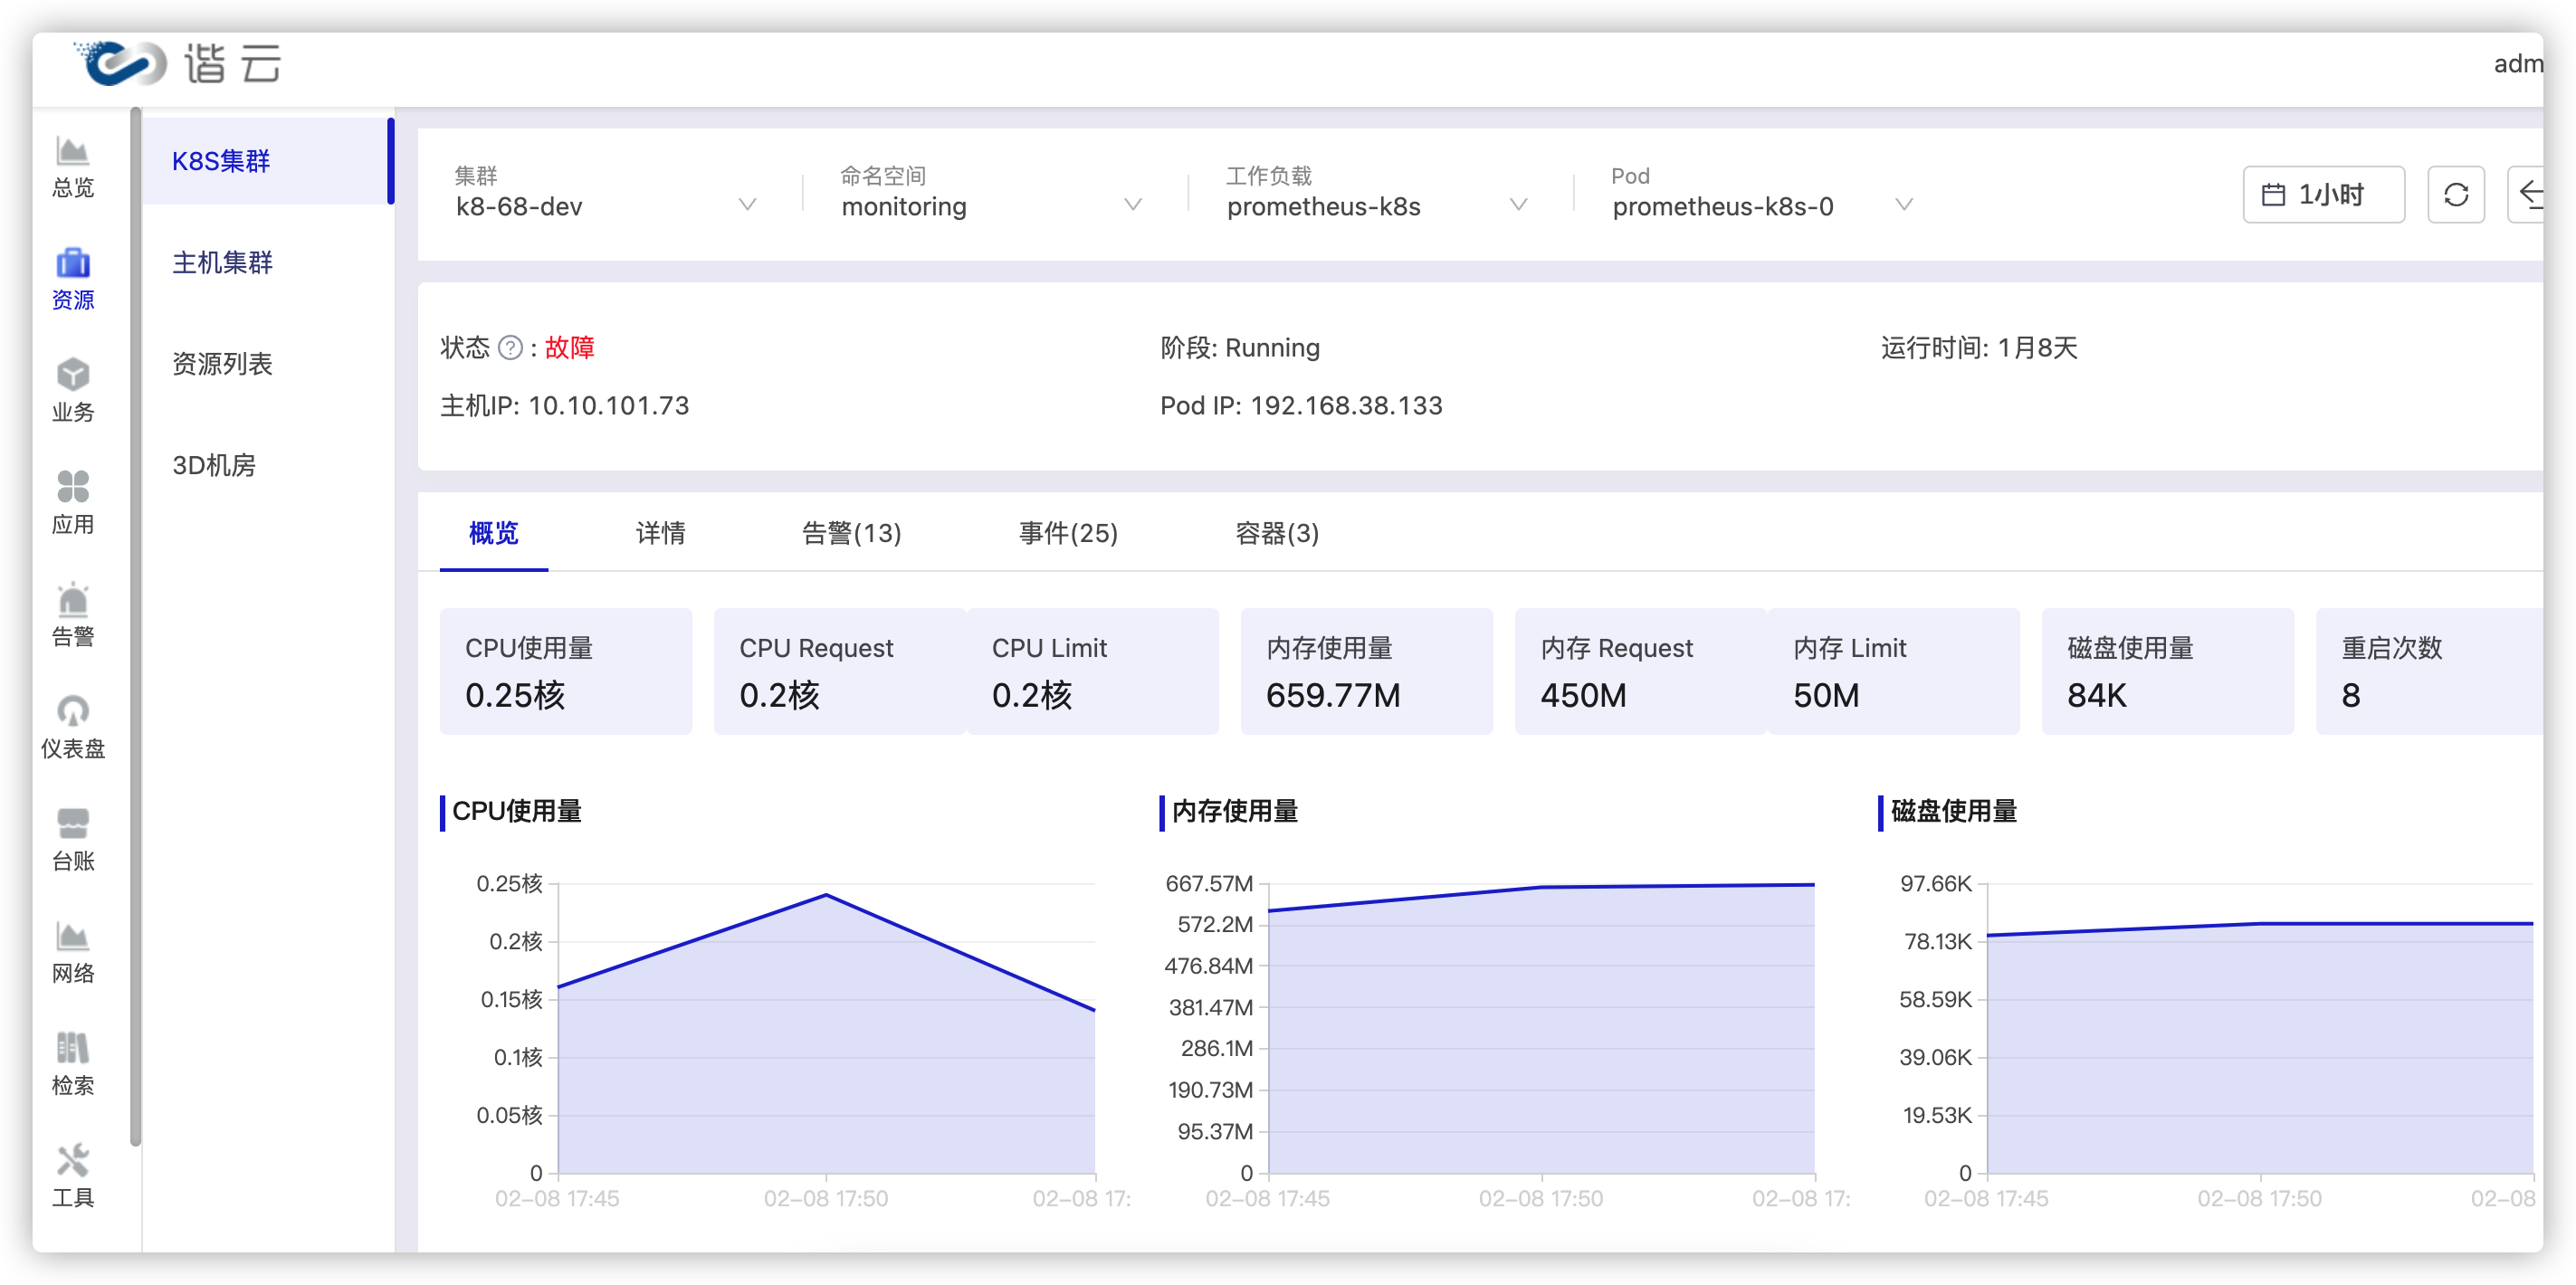 谐云
adm
总览
资源
业务
应用
告警
仪表盘
台账
网络
检索
工具
K8S集群
主机集群
资源列表
3D机房
集群
k8-68-dev
命名空间
monitoring
工作负载
prometheus-k8s
Pod
prometheus-k8s-0
1小时
状态 ? : 故障
阶段: Running
运行时间: 1月8天
主机IP: 10.10.101.73
Pod IP: 192.168.38.133
概览 详情 告警(13) 事件(25) 容器(3)
CPU使用量
0.25核
CPU Request
0.2核
CPU Limit
0.2核
内存使用量
659.77M
内存 Request
450M
内存 Limit
50M
磁盘使用量
84K
重启次数
8
CPU使用量
0.25核
0.2核
0.15核
0.1核
0.05核
0
02-08 17:45 02-08 17:50 02-08 17:
内存使用量
667.57M
572.2M
476.84M
381.47M
286.1M
190.73M
95.37M
0
02-08 17:45 02-08 17:50 02-08 17:
磁盘使用量
97.66K
78.13K
58.59K
39.06K
19.53K
0
02-08 17:45 02-08 17:50 02-08